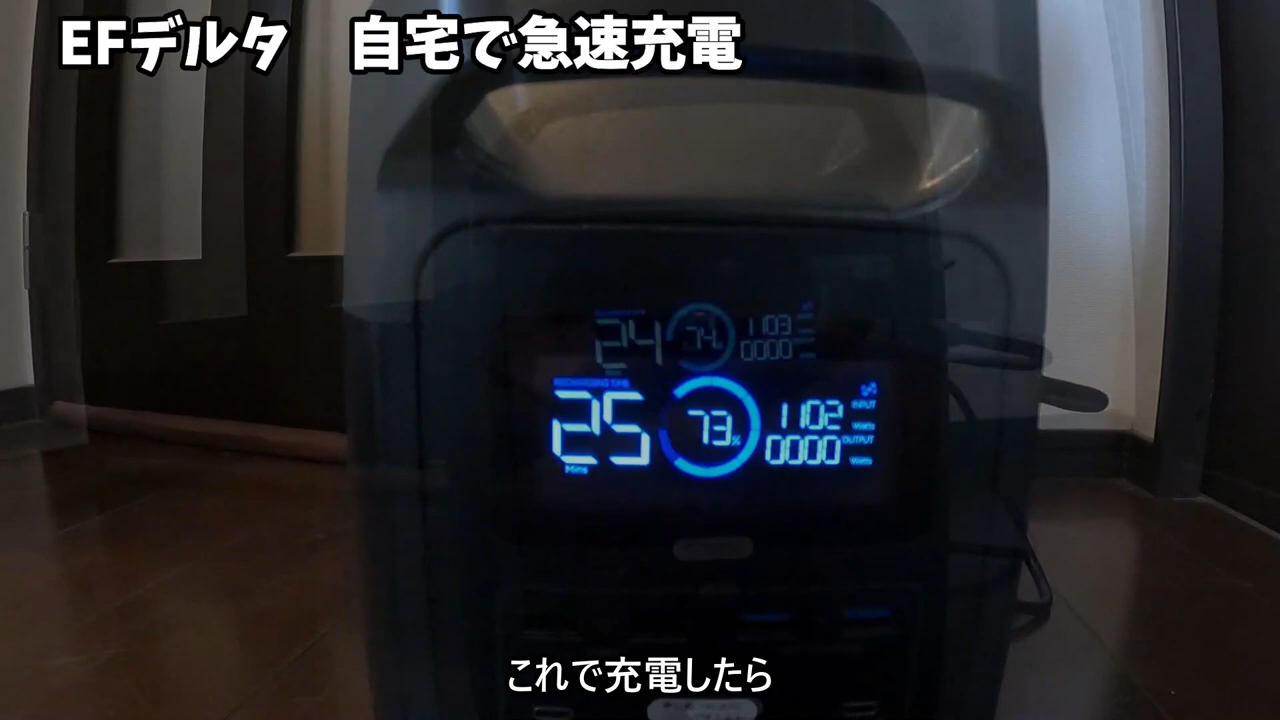 EFデルタ　自宅で急速充電
24 74% 1103
0000
RECHARGING TIME
25 73% 1102 INPUT Watts
0000 OUTPUT Watts
Mins
これで充電したら